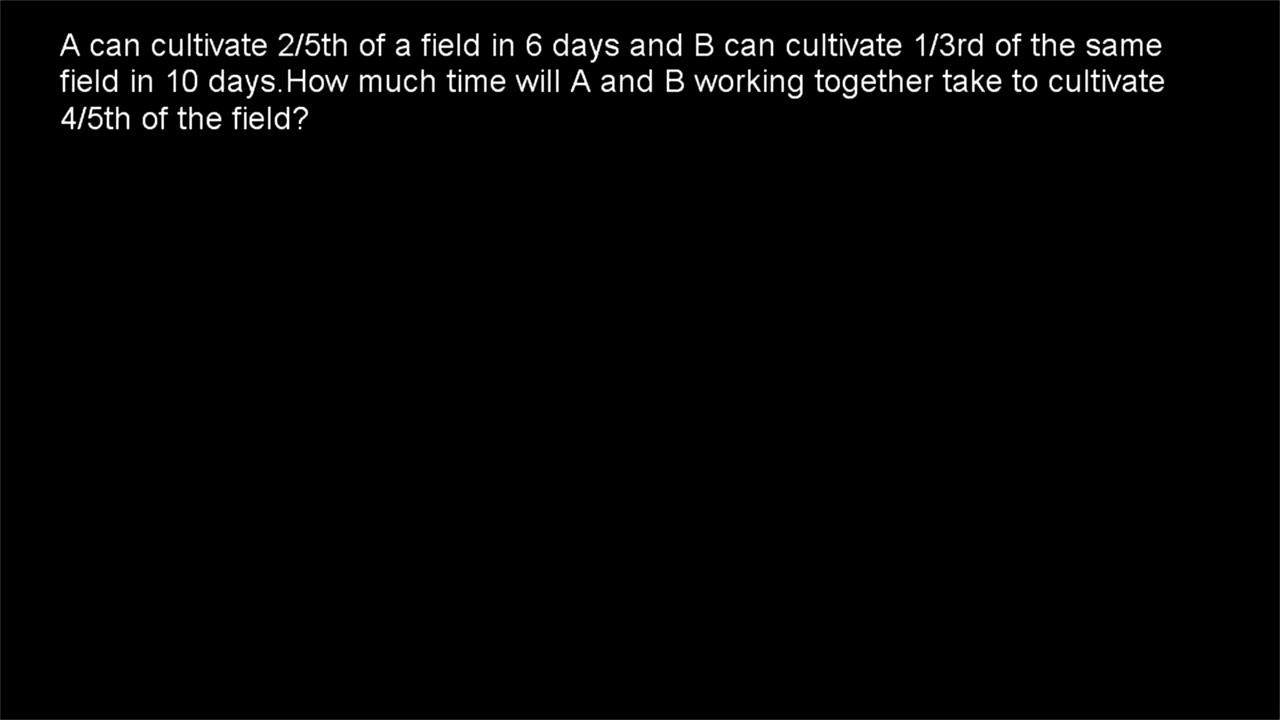 A can cultivate 2/5th of a field in 6 days and B can cultivate 1/3rd of the same
field in 10 days.How much time will A and B working together take to cultivate
4/5th of the field?